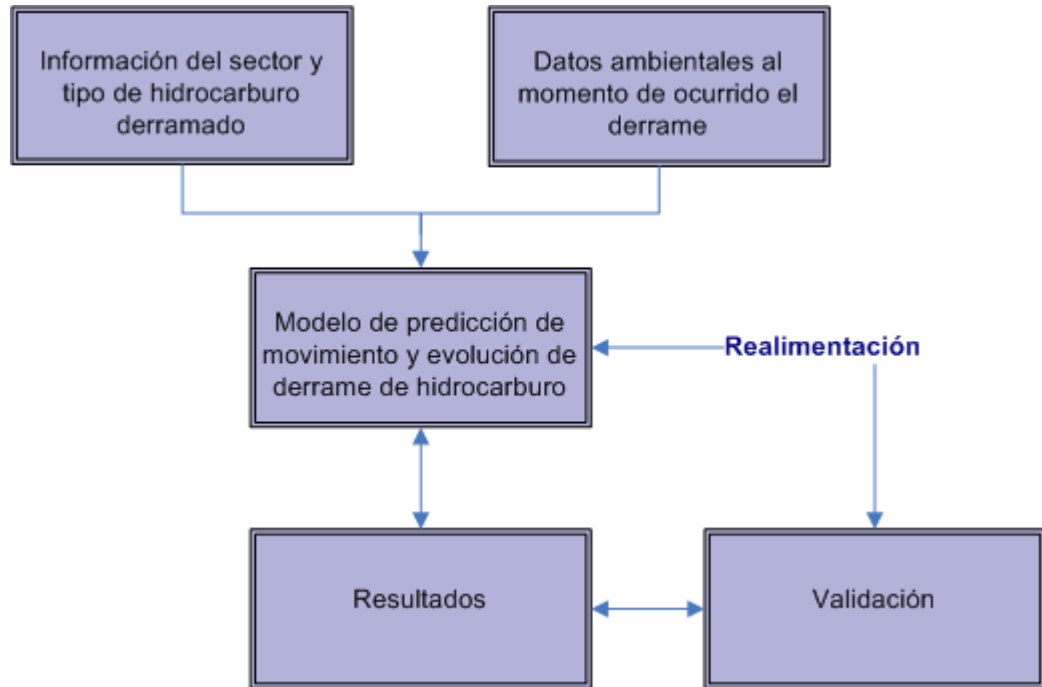 Información del sector y
tipo de hidrocarburo
derramado
Datos ambientales al
momento de ocurrido el
derrame
Modelo de predicción de
movimiento y evolución de
derrame de hidrocarburo
Realimentación
Resultados
Validación